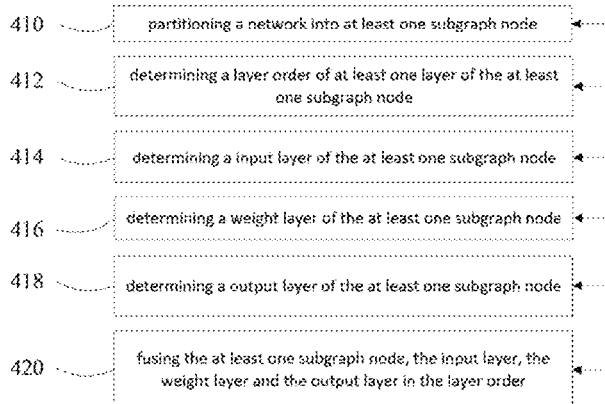 410 partitioning a network into at least one subgraph node
412 determining a layer order of at least one layer of the at least
one subgraph node
414 determining a input layer of the at least one subgraph node
416 determining a weight layer of the at least one subgraph node
418 determining a output layer of the at least one subgraph node
420 fusing the at least one subgraph node, the input layer, the
weight layer and the output layer in the layer order